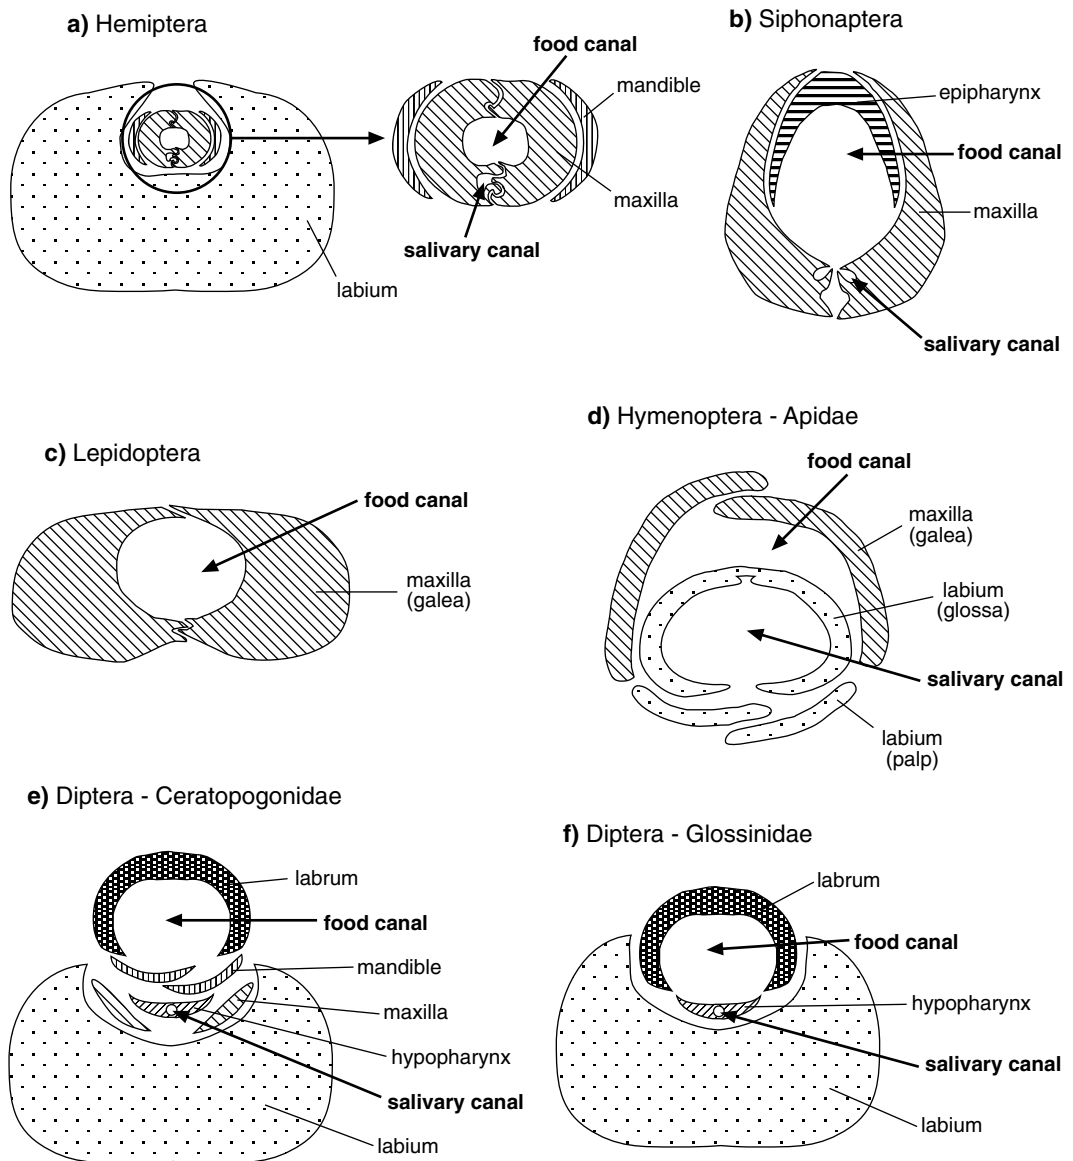 a) Hemiptera
food canal
mandible
maxilla
salivary canal
labium
b) Siphonaptera
epipharynx
food canal
maxilla
salivary canal
c) Lepidoptera
food canal
maxilla
(galea)
d) Hymenoptera - Apidae
food canal
maxilla
(galea)
labium
(glossa)
salivary canal
labium
(palp)
e) Diptera - Ceratopogonidae
labrum
food canal
mandible
maxilla
hypopharynx
salivary canal
labium
f) Diptera - Glossinidae
labrum
food canal
hypopharynx
salivary canal
labium